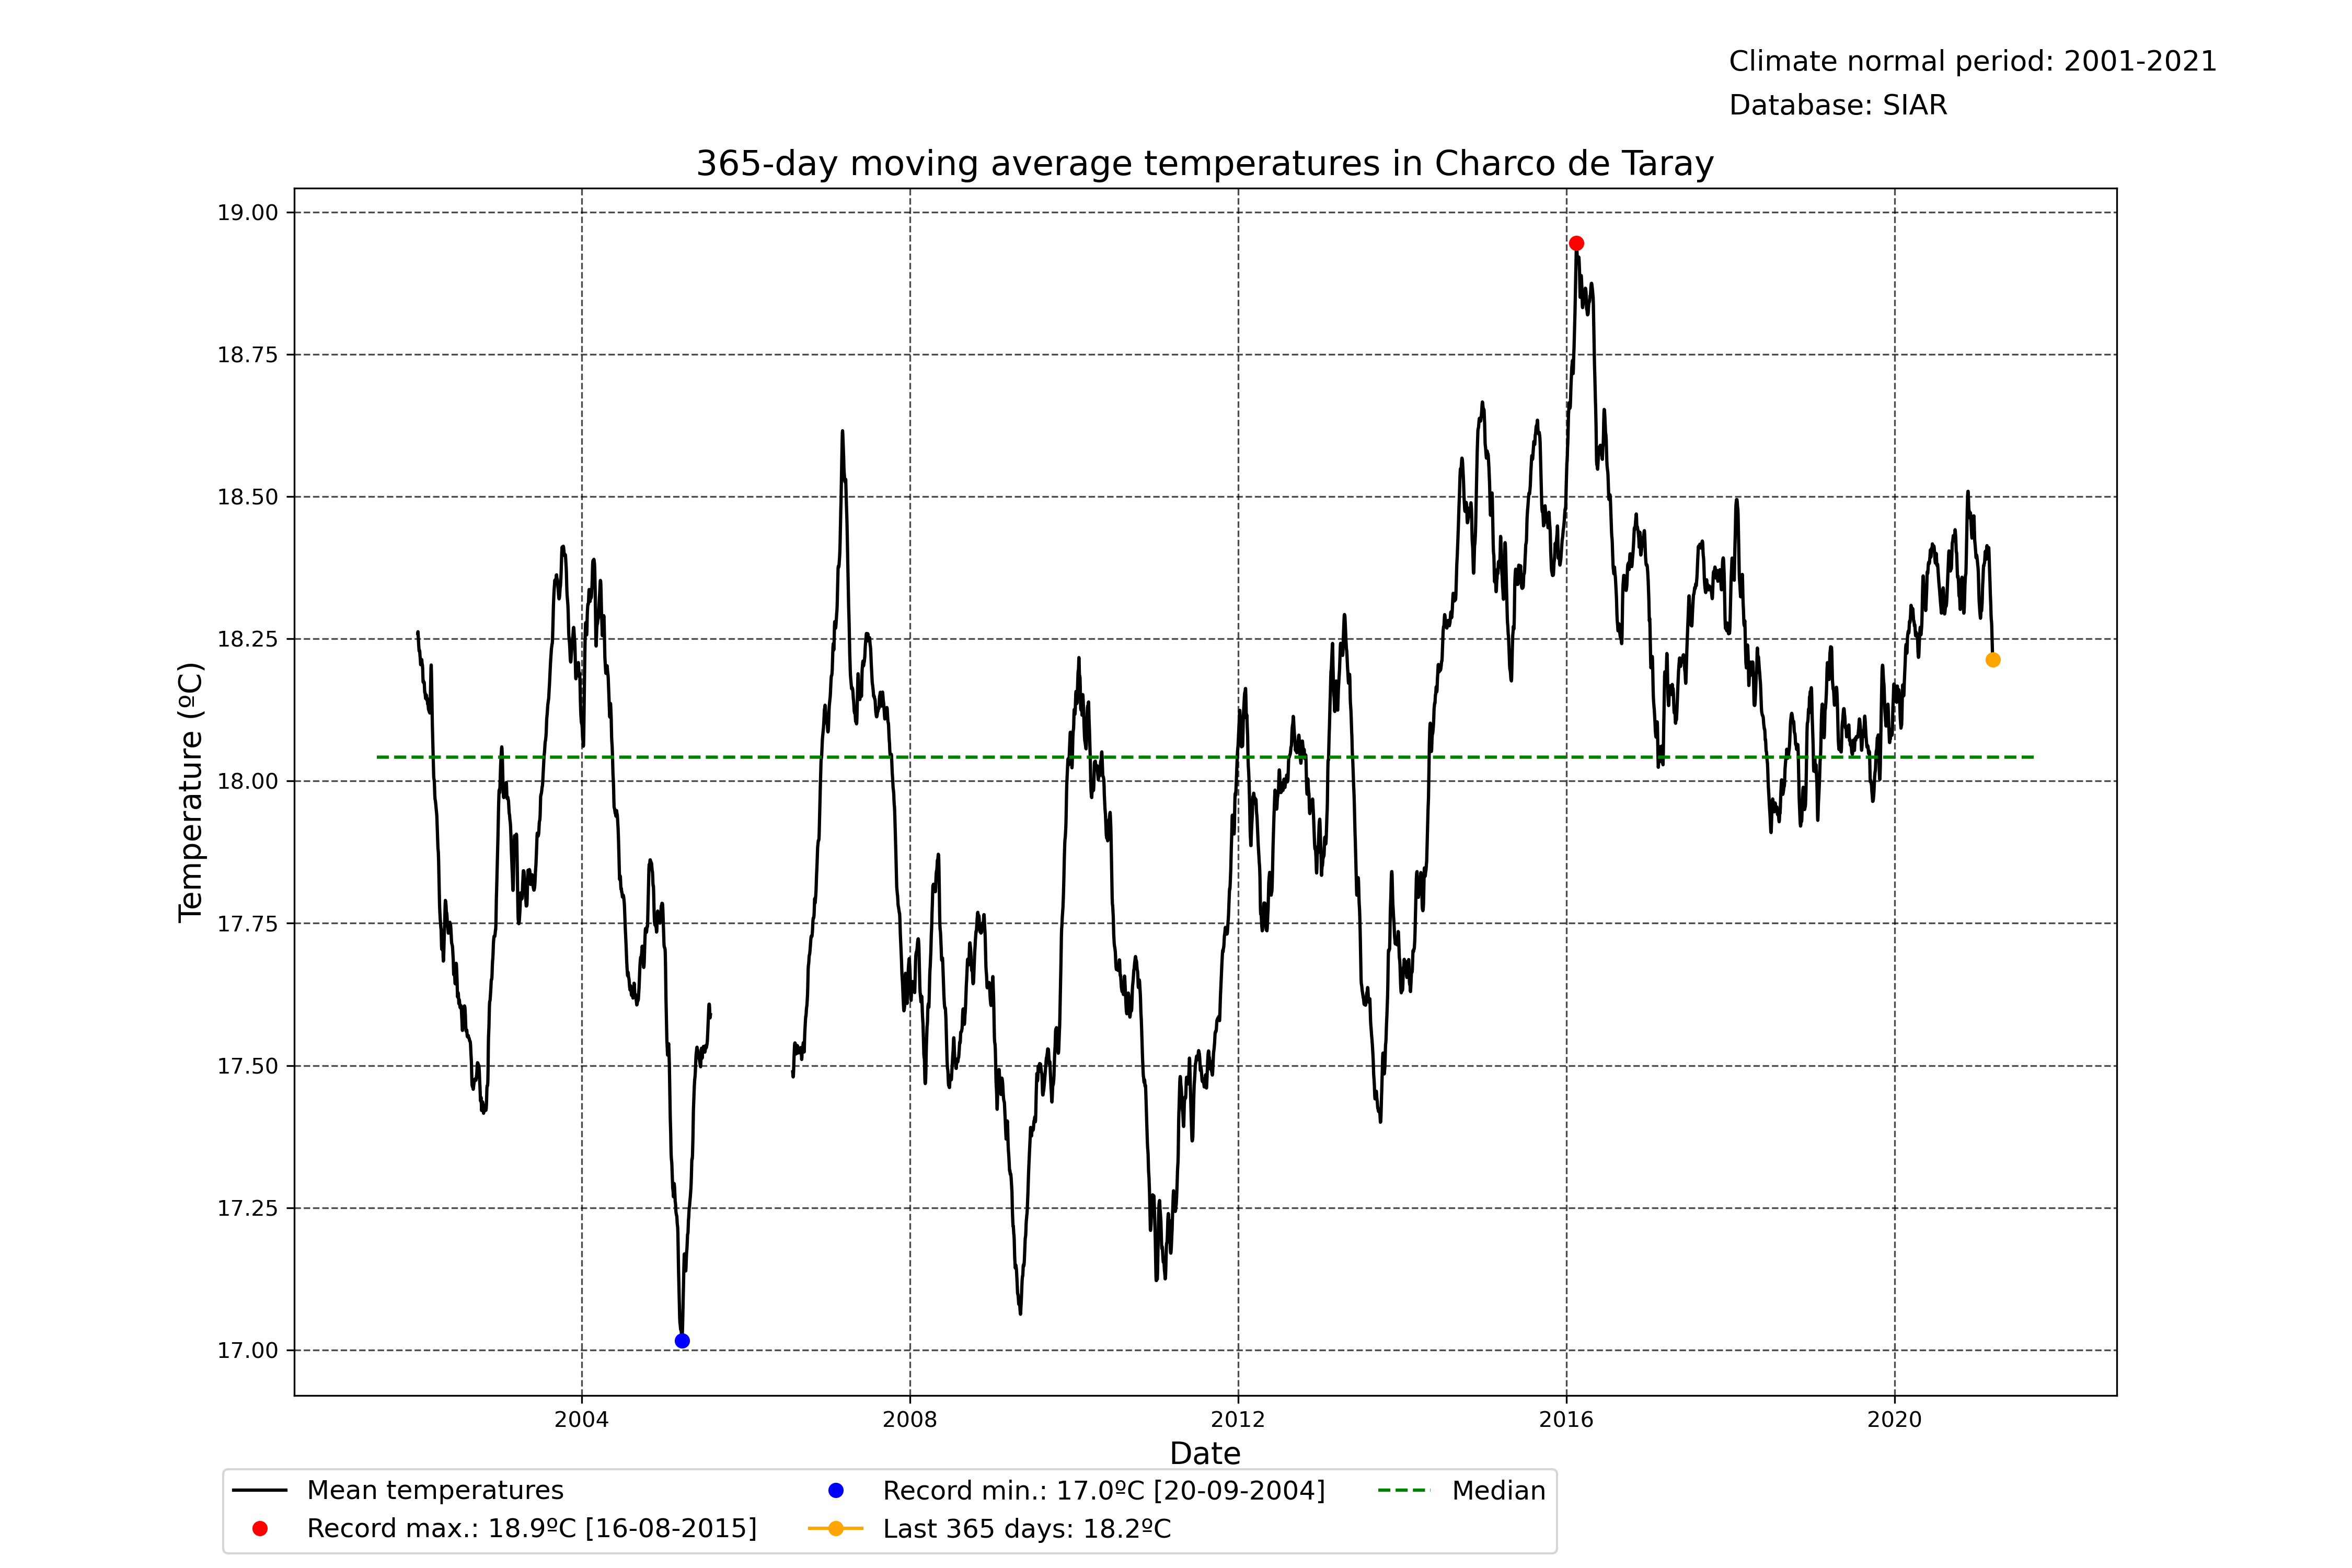 Climate normal period: 2001-2021
Database: SIAR
365-day moving average temperatures in Charco de Taray
19.00
18.75
18.50
18.25
18.00
17.75
17.50
17.25
17.00
Temperature (ºC)
2004 2008 2012 2016 2020
Date
Mean temperatures
Record max.: 18.9ºC [16-08-2015]
Record min.: 17.0ºC [20-09-2004]
Last 365 days: 18.2ºC
Median